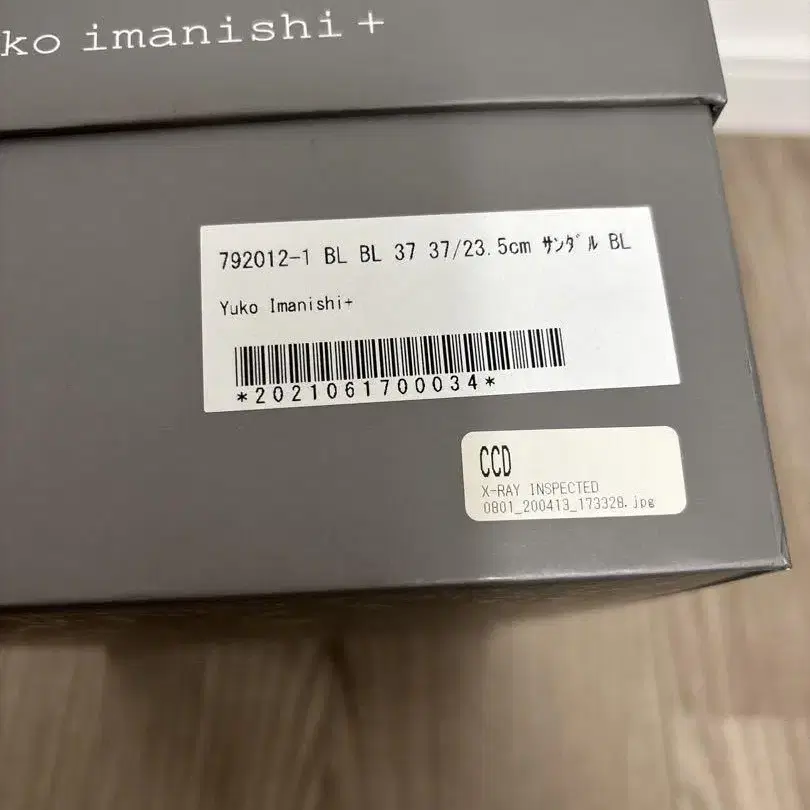 ko imanishi+
792012-1 BL BL 37 37/23.5cm ｻﾝﾀﾞﾙ BL
Yuko Imanishi+
*2021061700034*
CCD
X-RAY INSPECTED
0801_200413_173328.jpg